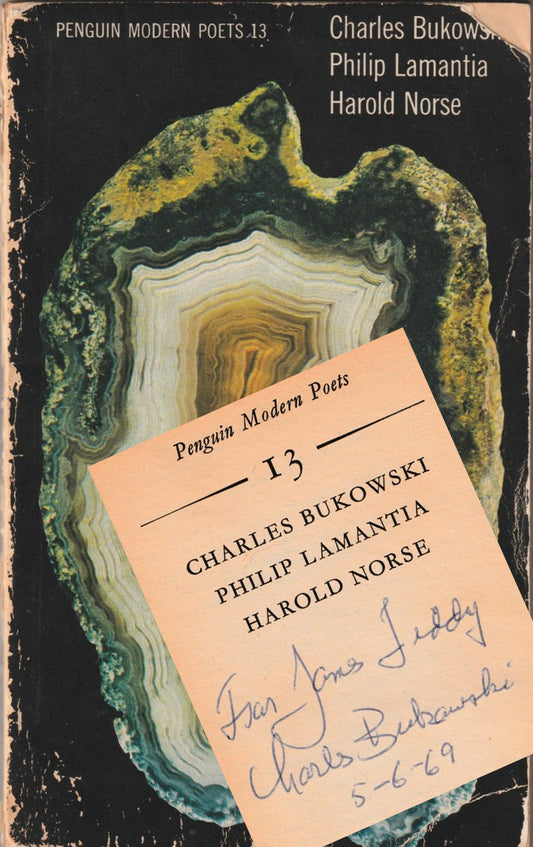 PENGUIN MODERN POETS 13
Charles Bukowski
Philip Lamantia
Harold Norse
Penguin Modern Poets
13
CHARLES BUKOWSKI
PHILIP LAMANTIA
HAROLD NORSE
For James Liddy
Charles Bukowski
5-6-69